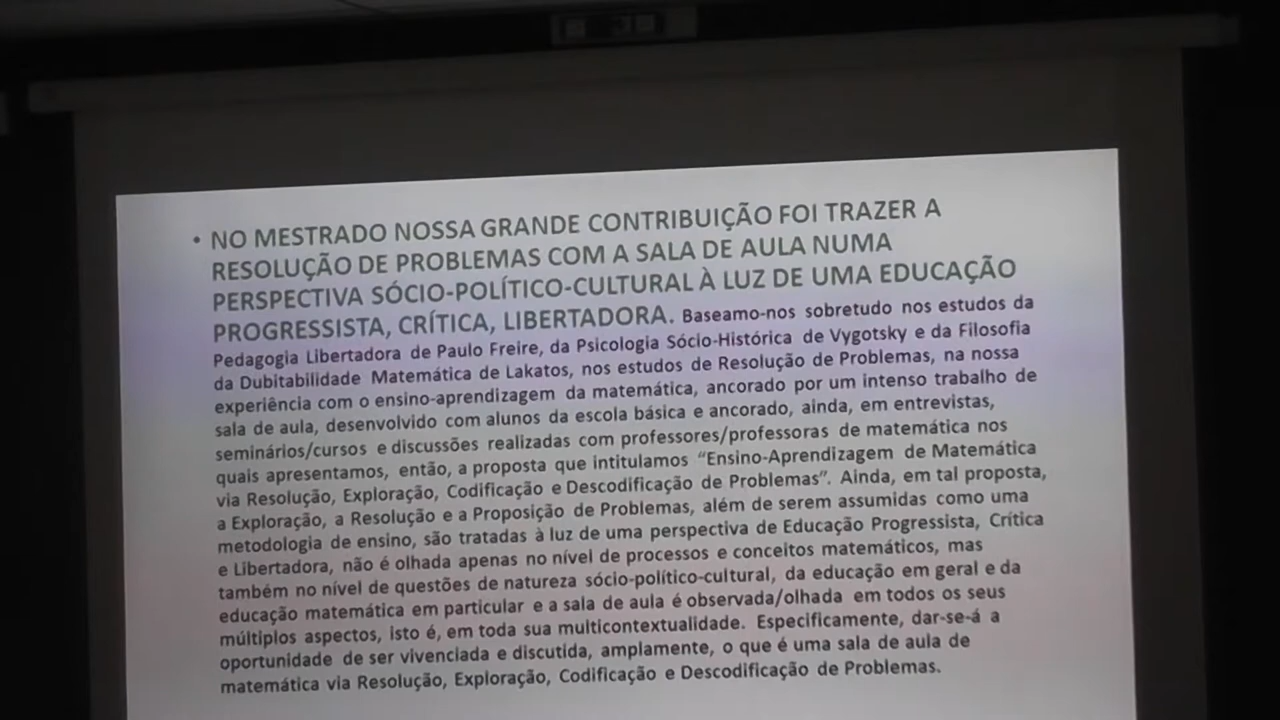 • NO MESTRADO NOSSA GRANDE CONTRIBUIÇÃO FOI TRAZER A
RESOLUÇÃO DE PROBLEMAS COM A SALA DE AULA NUMA
PERSPECTIVA SÓCIO-POLÍTICO-CULTURAL À LUZ DE UMA EDUCAÇÃO
PROGRESSISTA, CRÍTICA, LIBERTADORA. Baseamo-nos sobretudo nos estudos da
Pedagogia Libertadora de Paulo Freire, da Psicologia Sócio-Histórica de Vygotsky e da Filosofia
da Dubitabilidade Matemática de Lakatos, nos estudos de Resolução de Problemas, na nossa
experiência com o ensino-aprendizagem da matemática, ancorado por um intenso trabalho de
sala de aula, desenvolvido com alunos da escola básica e ancorado, ainda, em entrevistas,
seminários/cursos e discussões realizadas com professores/professoras de matemática nos
quais apresentamos, então, a proposta que intitulamos “Ensino-Aprendizagem de Matemática
via Resolução, Exploração, Codificação e Descodificação de Problemas”. Ainda, em tal proposta,
a Exploração, a Resolução e a Proposição de Problemas, além de serem assumidas como uma
metodologia de ensino, são tratadas à luz de uma perspectiva de Educação Progressista, Crítica
e Libertadora, não é olhada apenas no nível de processos e conceitos matemáticos, mas
também no nível de questões de natureza sócio-político-cultural, da educação em geral e da
educação matemática em particular e a sala de aula é observada/olhada em todos os seus
múltiplos aspectos, isto é, em toda sua multicontextualidade. Especificamente, dar-se-á a
oportunidade de ser vivenciada e discutida, amplamente, o que é uma sala de aula de
matemática via Resolução, Exploração, Codificação e Descodificação de Problemas.